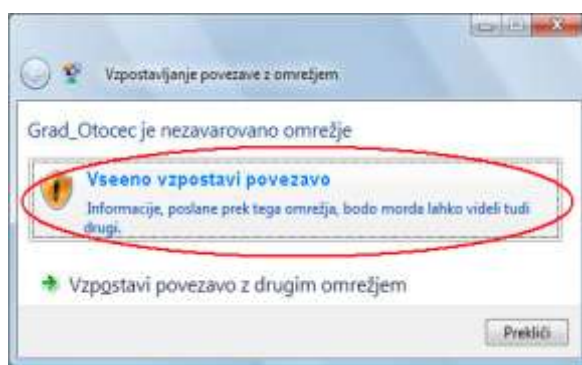 Vzpostavljanje povezave z omrežjem
Grad_Otocec je nezavarovano omrežje
Vseeno vzpostavi povezavo
Informacije, poslane prek tega omrežja, bodo morda lahko videli tudi
drugi.
Vzpostavi povezavo z drugim omrežjem
Prekliči